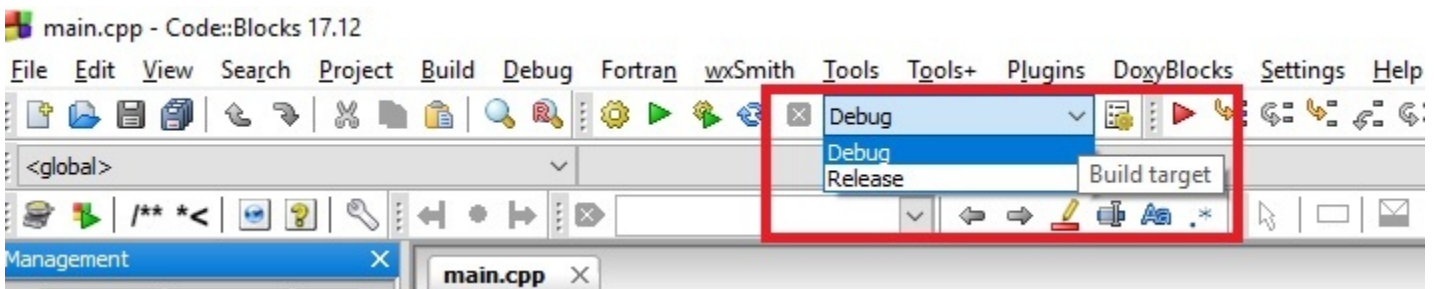 main.cpp - Code::Blocks 17.12
File Edit View Search Project Build Debug Fortran wxSmith Tools Tools+ Plugins DoxyBlocks Settings Help
Debug
<global>
Debug
Release
Build target
/** *<
Aa .*
Management
main.cpp